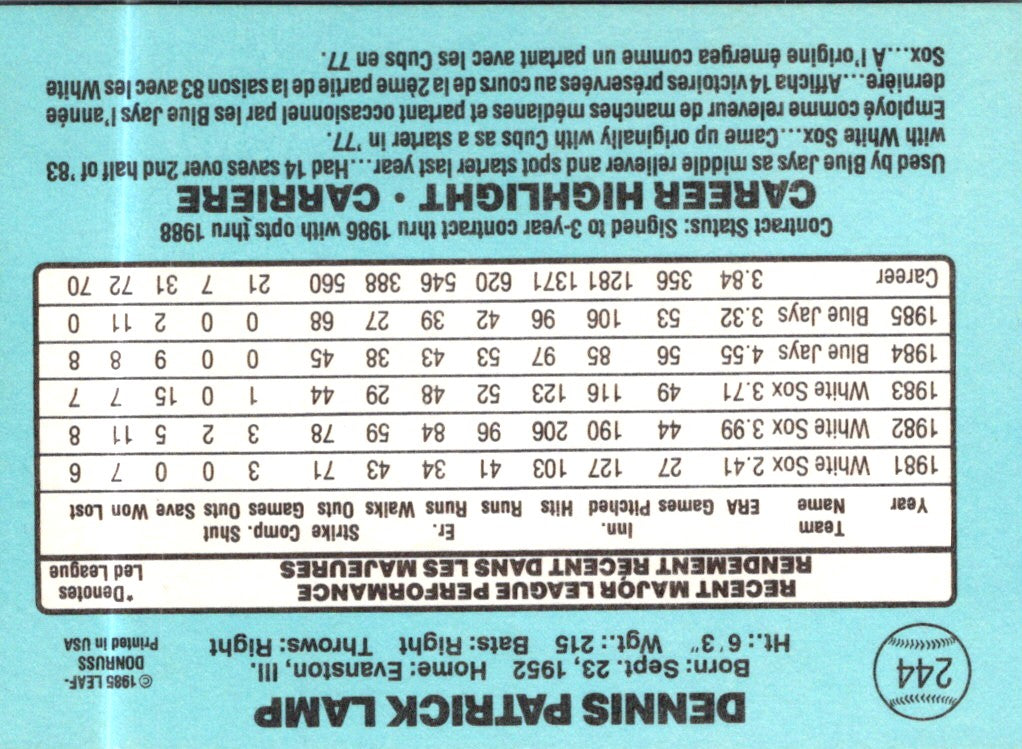 244
DENNIS PATRICK LAMP
Born: Sept. 23, 1952 Home: Evanston, Ill.
Ht.: 6'3" Wgt.: 215 Bats: Right Throws: Right
© 1985 LEAF-
DONRUSS
Printed in USA
RECENT MAJOR LEAGUE PERFORMANCE
RENDEMENT RÉCENT DANS LES MAJEURES
*Denotes
Led League
Year Team Name ERA Games Inn. Pitched Hits Runs Er. Runs Walks Strike Outs Comp. Games Shut Outs Save Won Lost
1981 White Sox 2.41 27 127 103 41 34 43 71 3 0 0 7 6
1982 White Sox 3.99 44 190 206 96 84 59 78 3 2 5 11 8
1983 White Sox 3.71 49 116 123 52 48 29 44 1 0 15 7 7
1984 Blue Jays 4.55 56 85 97 53 43 38 45 0 0 9 8 8
1985 Blue Jays 3.32 53 106 96 42 39 27 68 0 0 2 11 0
Career 3.84 356 1281 1371 620 546 388 560 21 7 31 72 70
Contract Status: Signed to 3-year contract thru 1986 with opts thru 1988
CAREER HIGHLIGHT • CARRIERE
Used by Blue Jays as middle reliever and spot starter last year...Had 14 saves over 2nd half of '83
with White Sox...Came up originally with Cubs as a starter in '77.
Employé comme releveur de manches médianes et partant occasionnel par les Blue Jays l'année
dernière...Afficha 14 victoires préservées au cours de la 2ème partie de la saison 83 avec les White
Sox...À l'origine émergea comme un partant avec les Cubs en 77.